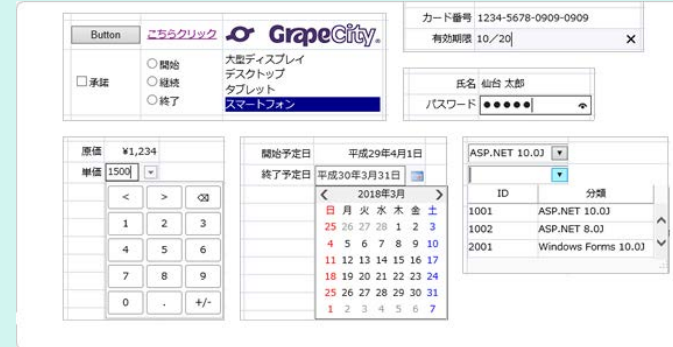 Button こちらクリック GrapeCity.
カード番号 1234-5678-0909-0909
有効期限 10/20
承諾
開始
継続
終了
大型ディスプレイ
デスクトップ
タブレット
スマートフォン
氏名 仙台 太郎
パスワード
原価 ¥1,234
単価 1500
< >
1 2 3
4 5 6
7 8 9
0 . +/-
開始予定日 平成29年4月1日
終了予定日 平成30年3月31日
2018年3月
日 月 火 水 木 金 土
25 26 27 28 1 2 3
4 5 6 7 8 9 10
11 12 13 14 15 16 17
18 19 20 21 22 23 24
25 26 27 28 29 30 31
1 2 3 4 5 6 7
ASP.NET 10.0J
ID 分類
1001 ASP.NET 10.0J
1002 ASP.NET 8.0J
2001 Windows Forms 10.0J